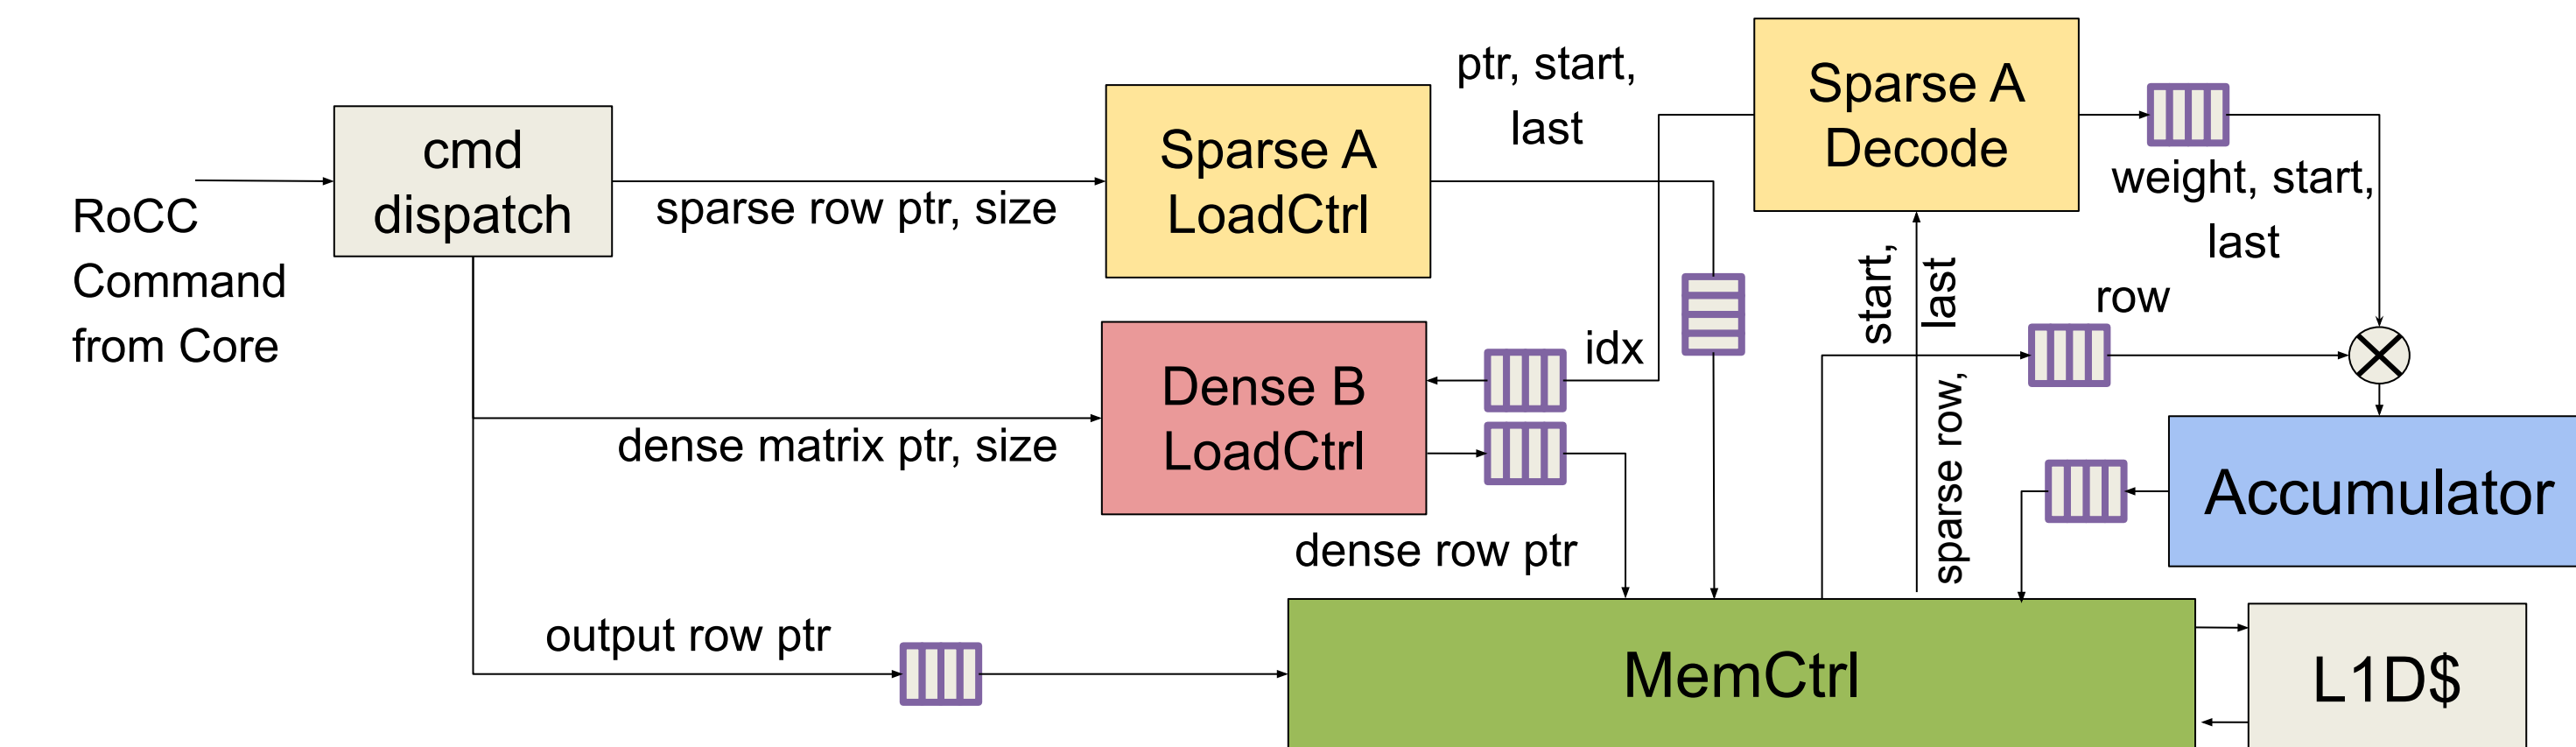 RoCC
Command
from Core
cmd
dispatch
sparse row ptr, size
Sparse A
LoadCtrl
ptr, start,
last
Sparse A
Decode
weight, start,
last
dense matrix ptr, size
Dense B
LoadCtrl
idx
dense row ptr
start,
last
sparse row,
row
Accumulator
output row ptr
MemCtrl
L1D$